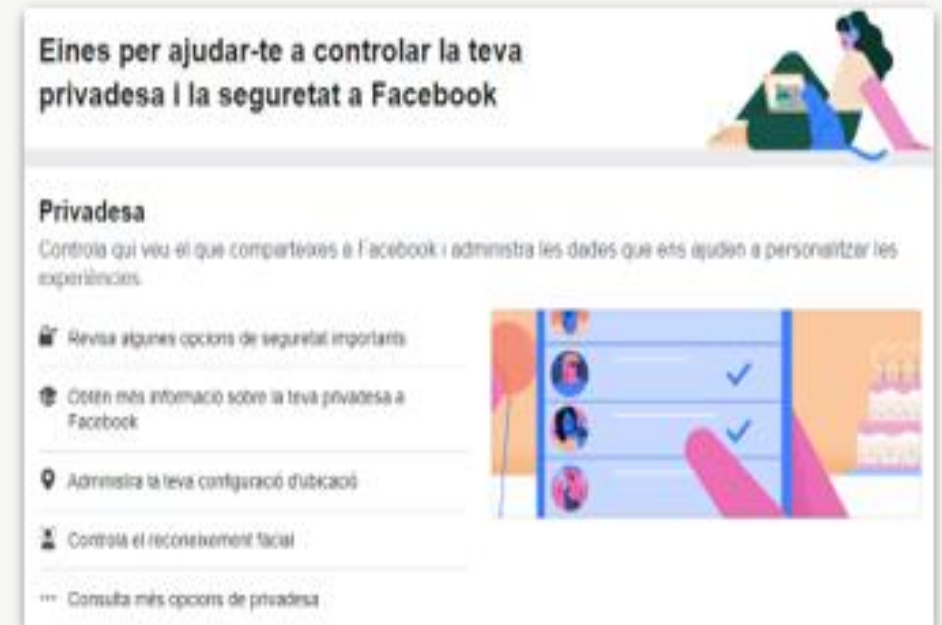 Eines per ajudar-te a controlar la teva
privadesa i la seguretat a Facebook
Privadesa
Controla qui veu el que comparteixes a Facebook i administra les dades que ens ajuden a personalitzar les
experiències.
Revisa algunes opcions de seguretat importants
Obtén més informació sobre la teva privadesa a
Facebook
Administra la teva configuració d'ubicació
Controla el reconeixement facial
Consulta més opcions de privadesa